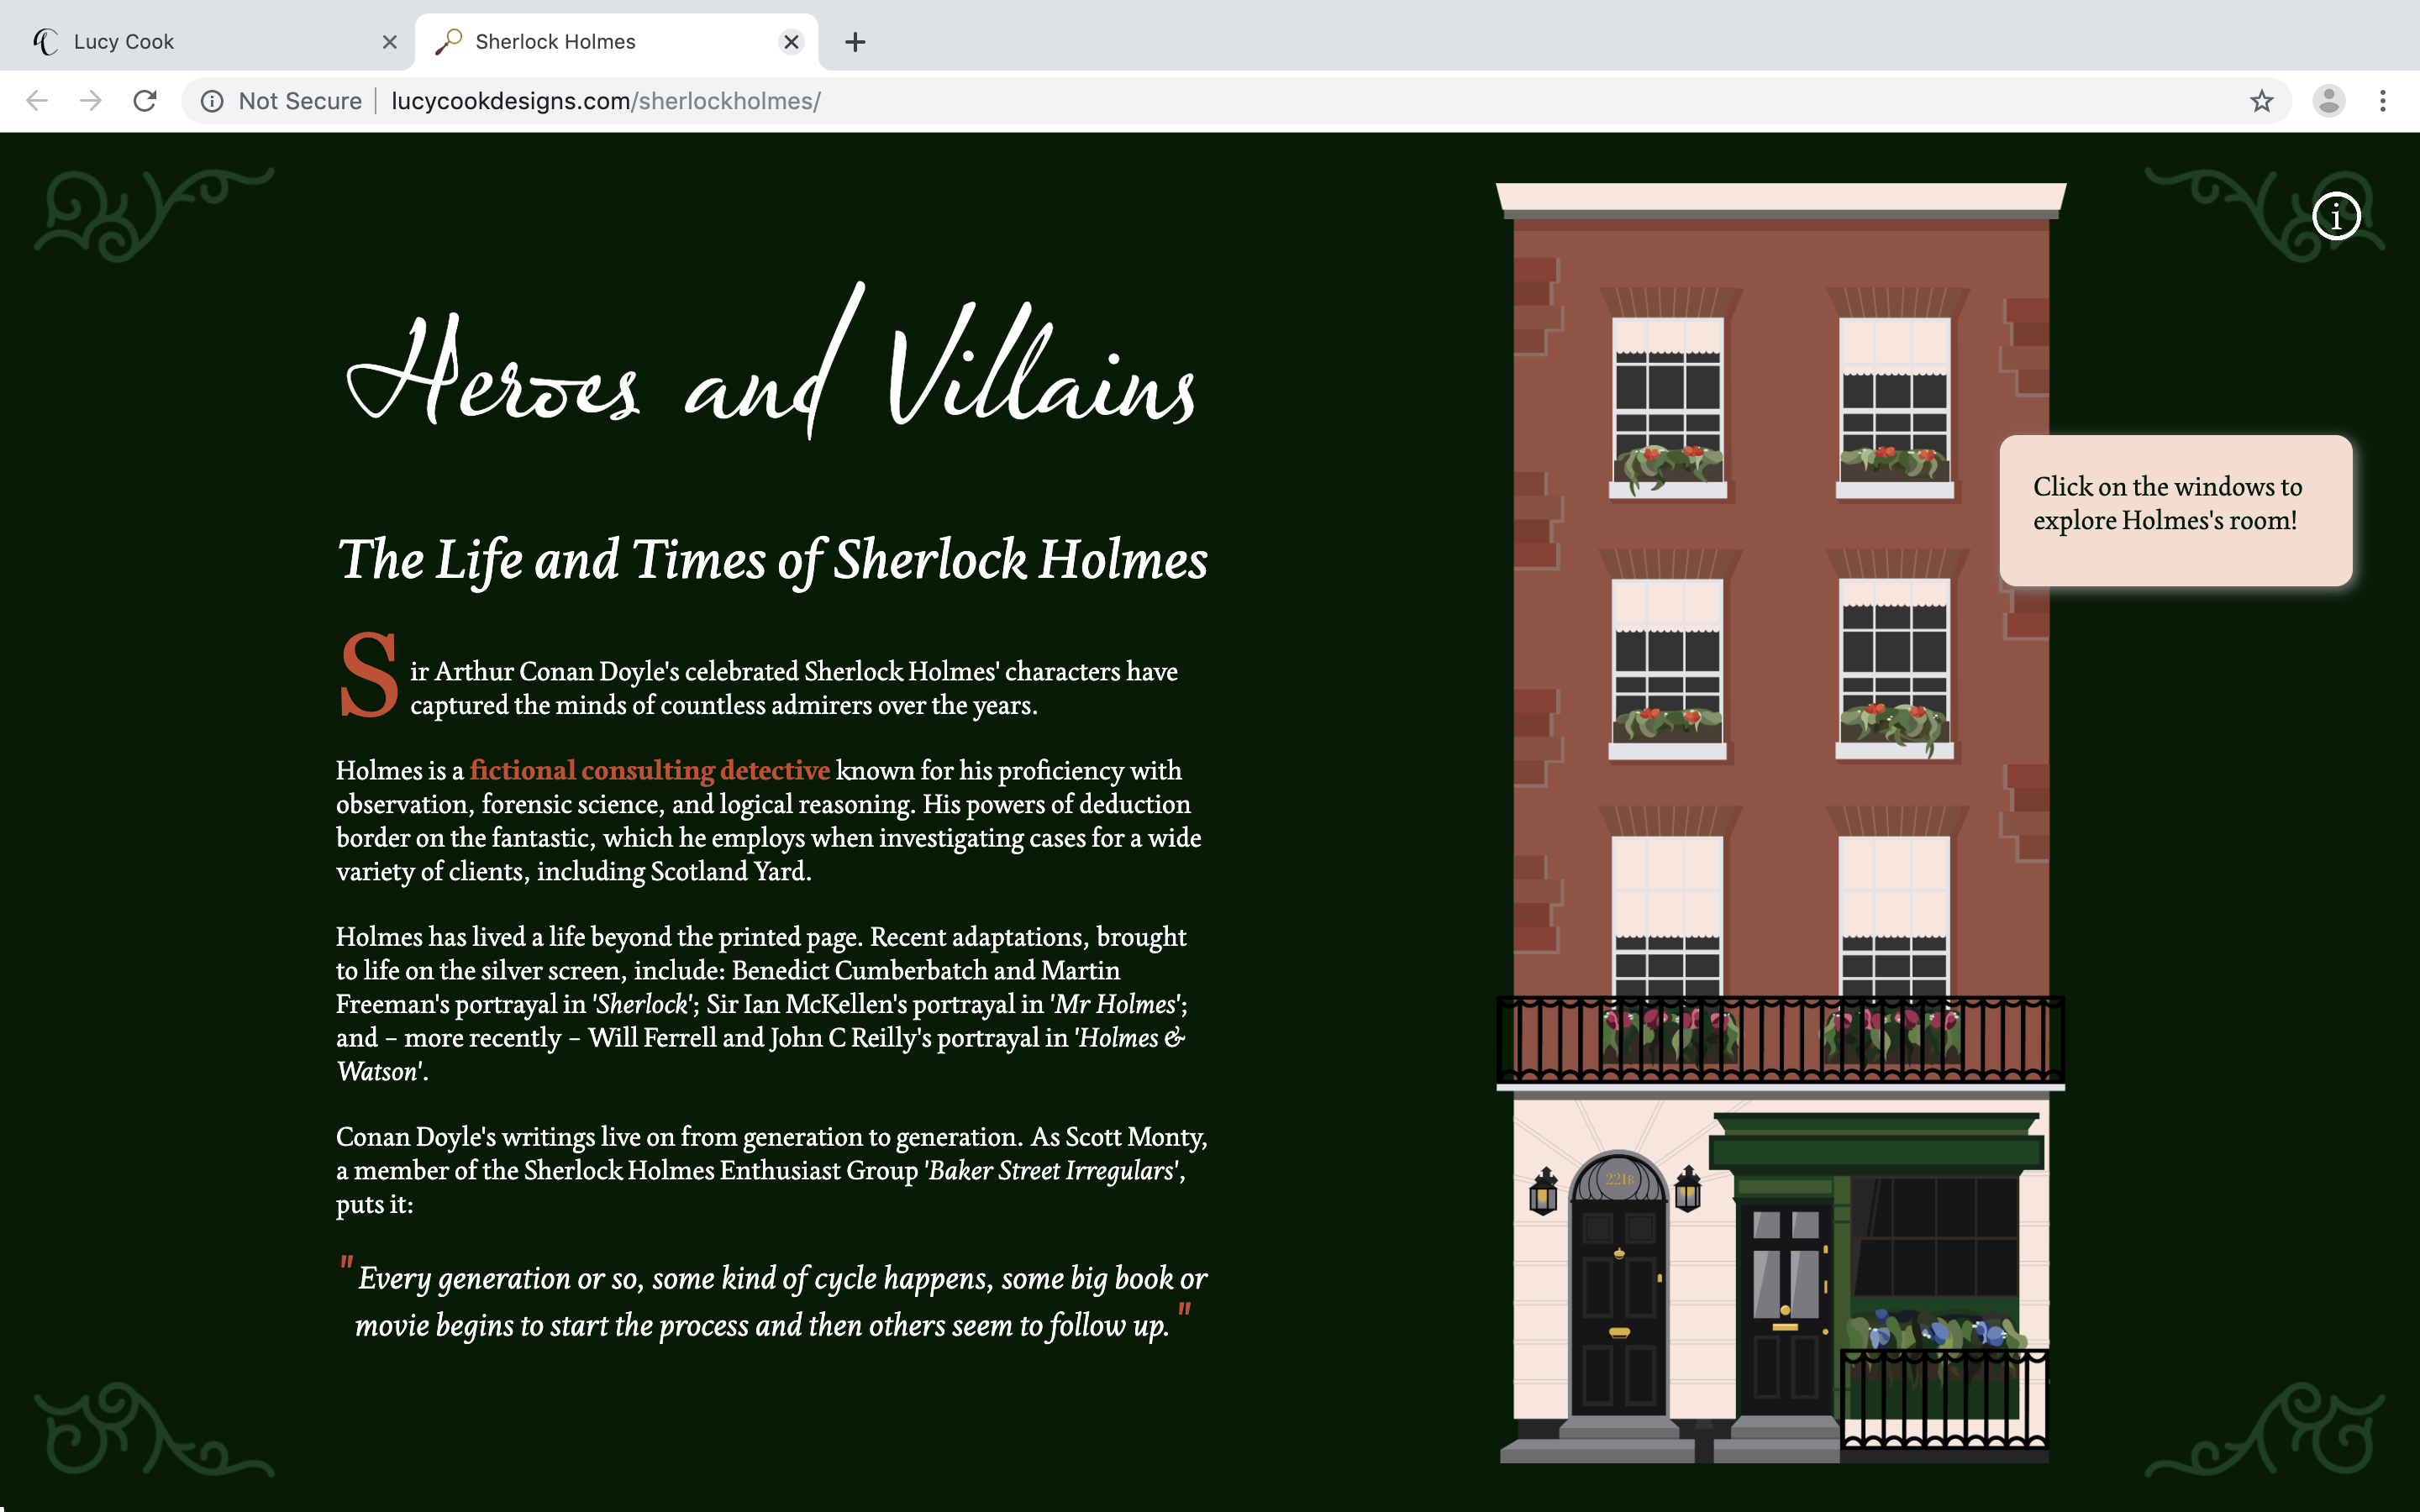 Lucy Cook
Sherlock Holmes
Not Secure
lucycookdesigns.com/sherlockholmes/
i
Heroes and Villains
Click on the windows to
explore Holmes's room!
The Life and Times of Sherlock Holmes
Sir Arthur Conan Doyle's celebrated Sherlock Holmes' characters have
captured the minds of countless admirers over the years.
Holmes is a fictional consulting detective known for his proficiency with
observation, forensic science, and logical reasoning. His powers of deduction
border on the fantastic, which he employs when investigating cases for a wide
variety of clients, including Scotland Yard.
Holmes has lived a life beyond the printed page. Recent adaptations, brought
to life on the silver screen, include: Benedict Cumberbatch and Martin
Freeman's portrayal in 'Sherlock'; Sir Ian McKellen's portrayal in 'Mr Holmes';
and – more recently – Will Ferrell and John C Reilly's portrayal in 'Holmes &
Watson'.
Conan Doyle's writings live on from generation to generation. As Scott Monty,
a member of the Sherlock Holmes Enthusiast Group 'Baker Street Irregulars',
puts it:
"Every generation or so, some kind of cycle happens, some big book or
movie begins to start the process and then others seem to follow up."
221B